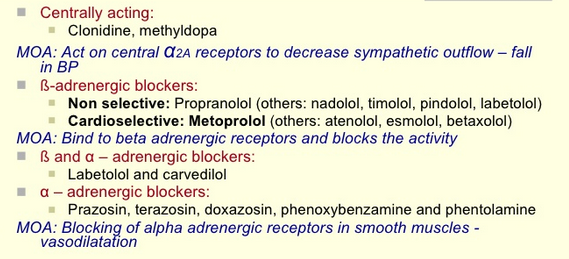 Centrally acting:
Clonidine, methyldopa
MOA: Act on central α2A receptors to decrease sympathetic outflow – fall
in BP
ß-adrenergic blockers:
Non selective: Propranolol (others: nadolol, timolol, pindolol, labetolol)
Cardioselective: Metoprolol (others: atenolol, esmolol, betaxolol)
MOA: Bind to beta adrenergic receptors and blocks the activity
ß and α – adrenergic blockers:
Labetolol and carvedilol
α – adrenergic blockers:
Prazosin, terazosin, doxazosin, phenoxybenzamine and phentolamine
MOA: Blocking of alpha adrenergic receptors in smooth muscles -
vasodilatation